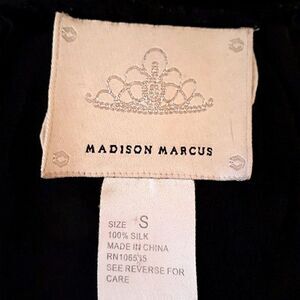 MADISON MARCUS
SIZE S
100% SILK
MADE IN CHINA
RN106535
SEE REVERSE FOR
CARE